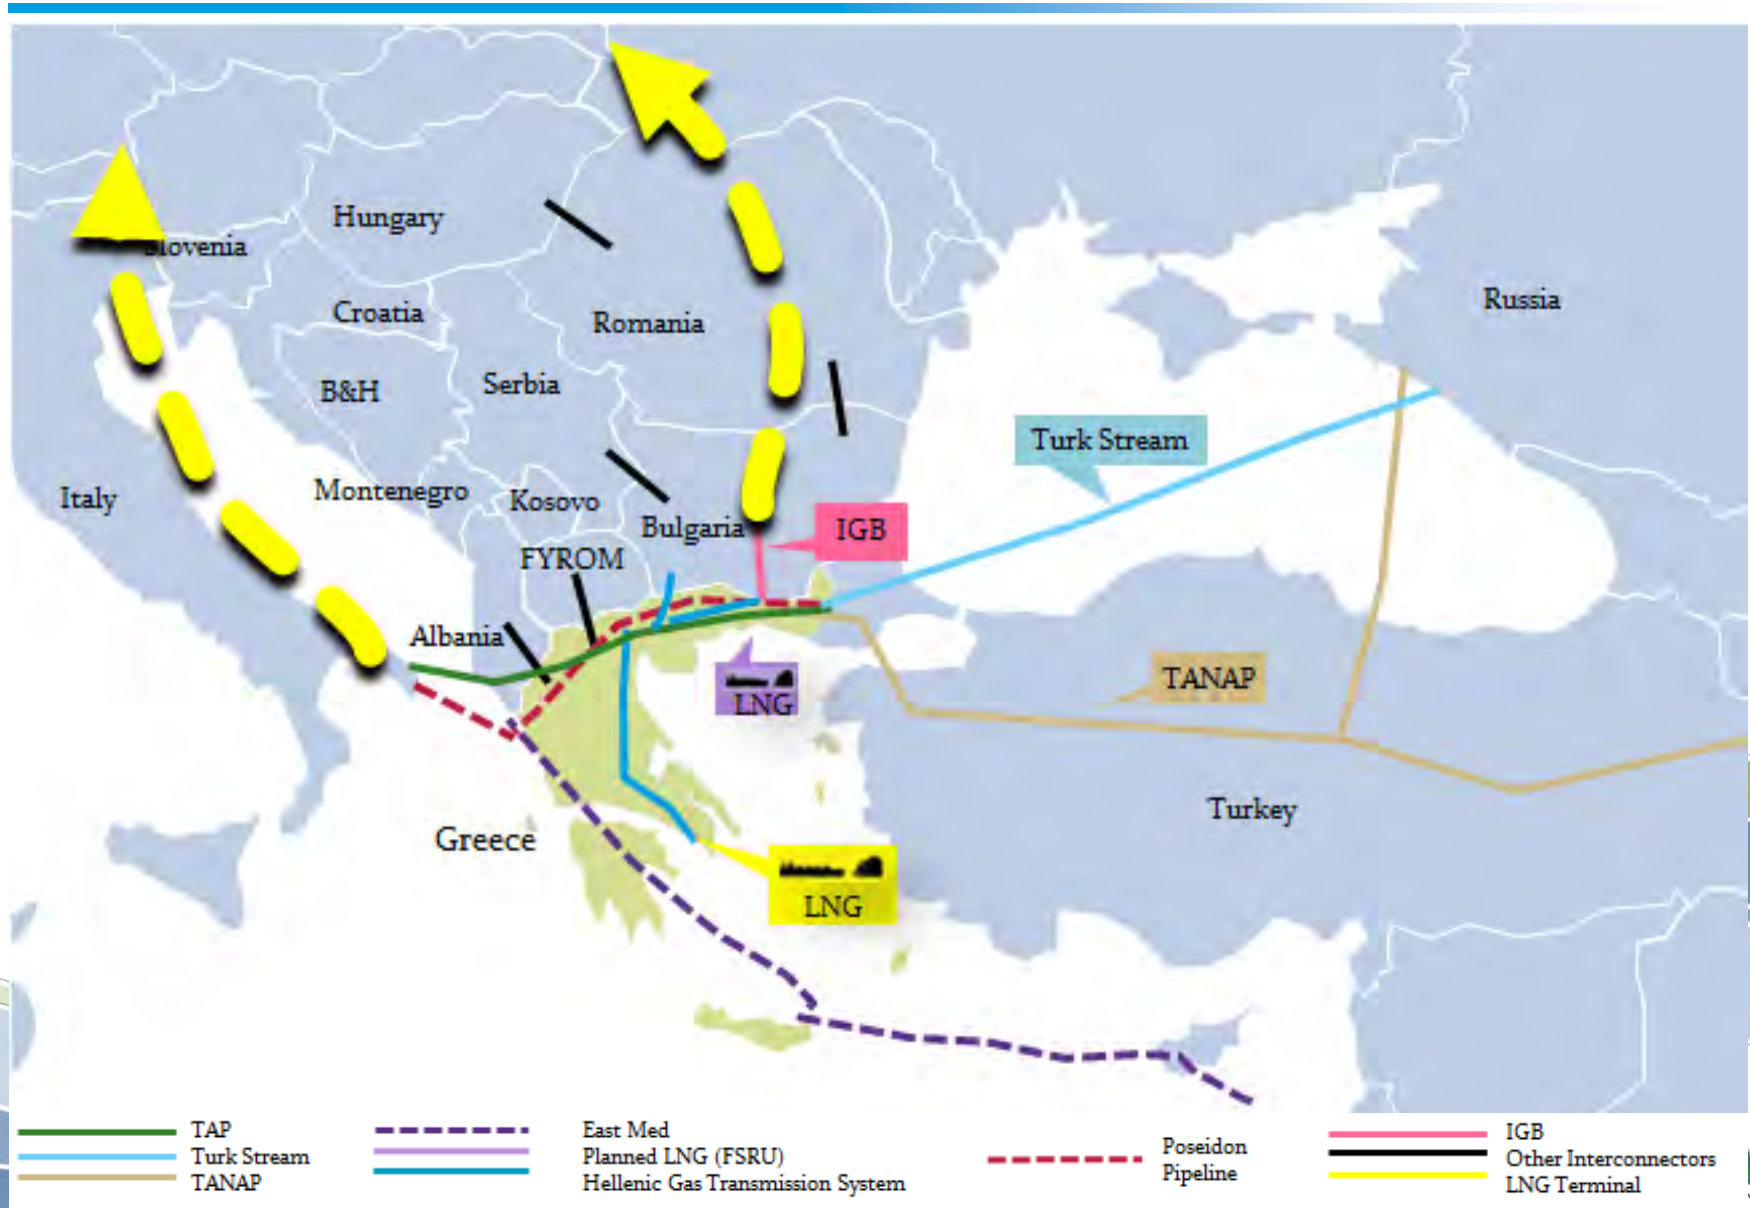 Hungary
Slovenia
Croatia
Romania
Russia
B&H
Serbia
Turk Stream
Italy
Montenegro
Kosovo
Bulgaria
IGB
FYROM
Albania
TANAP
LNG
Turkey
Greece
LNG
TAP
Turk Stream
TANAP
East Med
Planned LNG (FSRU)
Hellenic Gas Transmission System
Poseidon
Pipeline
IGB
Other Interconnectors
LNG Terminal